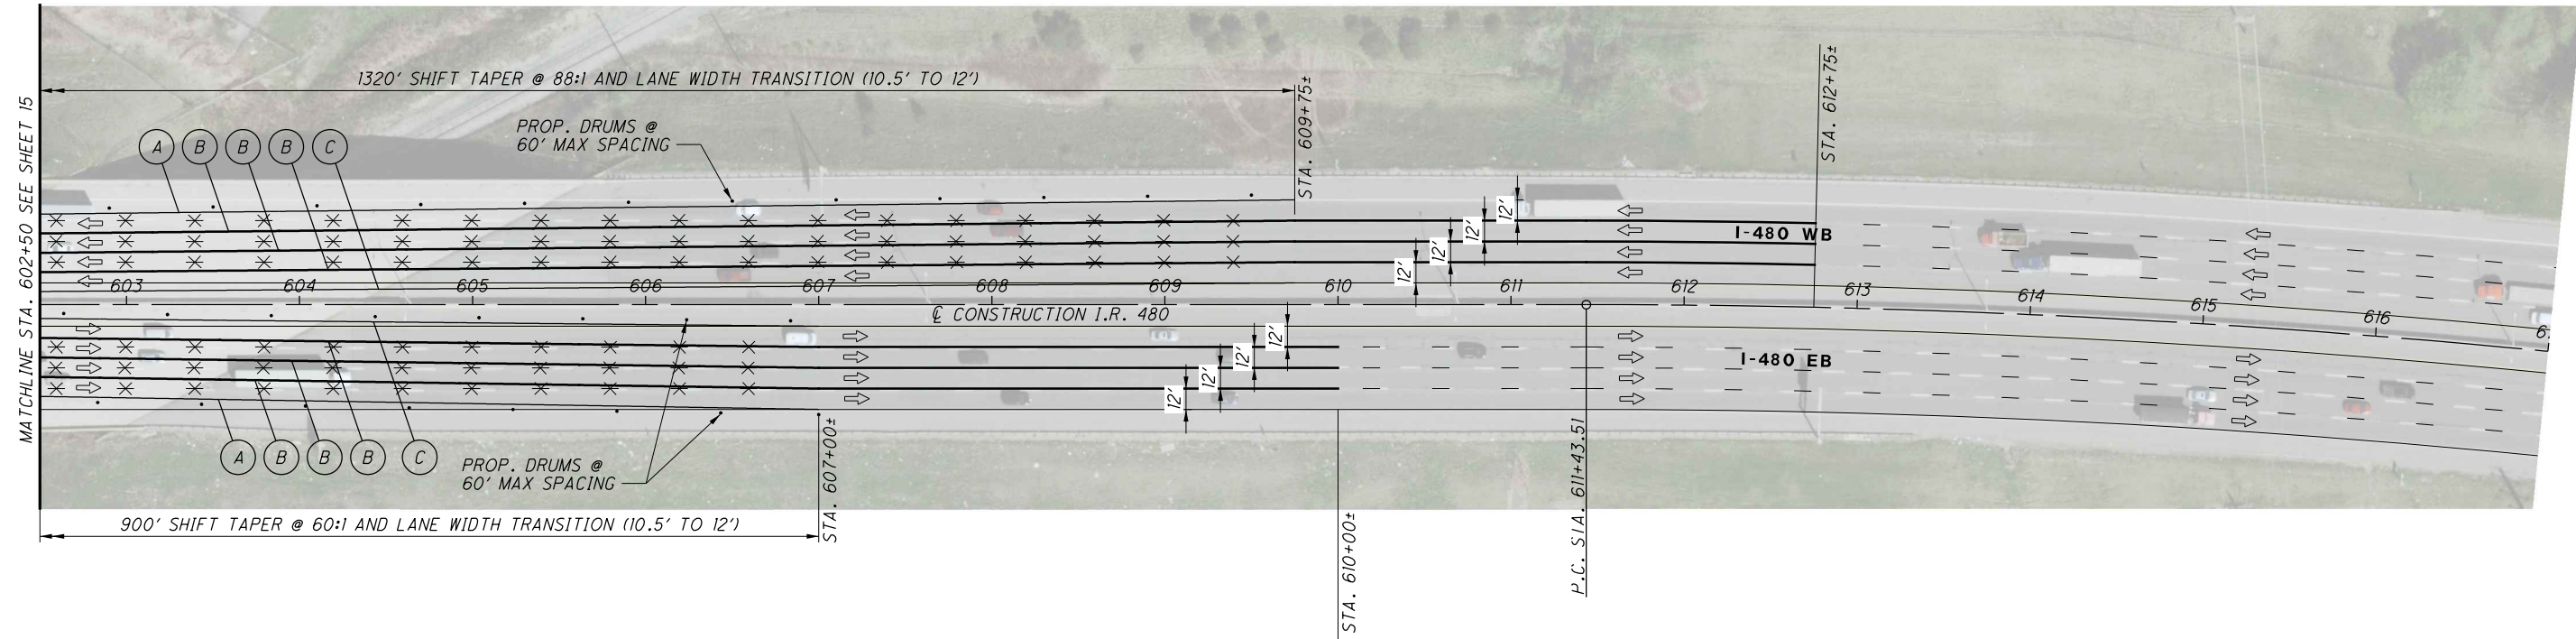 1320' SHIFT TAPER @ 88:1 AND LANE WIDTH TRANSITION (10.5' TO 12')
STA. 609+75±
STA. 612+75±
MATCHLINE STA. 602+50 SEE SHEET 15
PROP. DRUMS @
60' MAX SPACING
A B B B C
12'
12'
12'
12'
I-480 WB
603 604 605 606 607 608 609 610 611 612 613 614 615 616
℄ CONSTRUCTION I.R. 480
12'
12'
12'
12'
I-480 EB
A B B B C
PROP. DRUMS @
60' MAX SPACING
900' SHIFT TAPER @ 60:1 AND LANE WIDTH TRANSITION (10.5' TO 12')
STA. 607+00±
STA. 610+00±
P.C. STA. 611+43.51